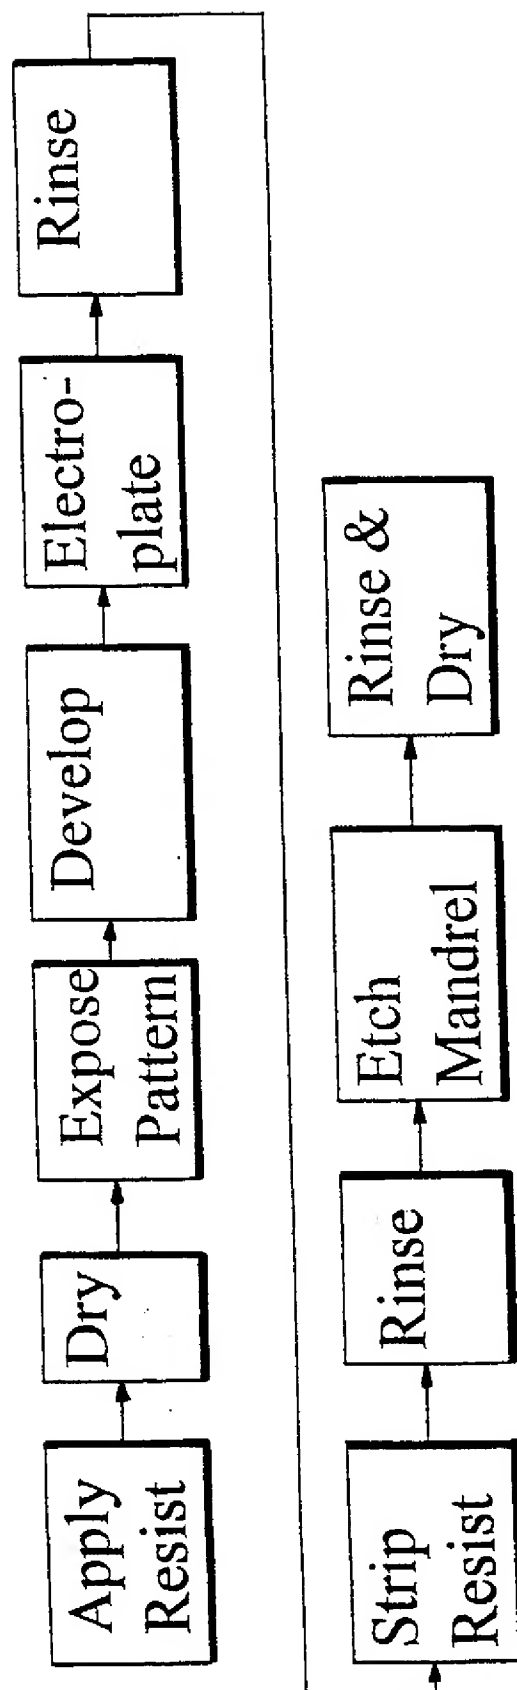 Apply
Resist
Dry
Expose
Pattern
Develop
Electro-
plate
Rinse
Strip
Resist
Rinse
Etch
Mandrel
Rinse &
Dry